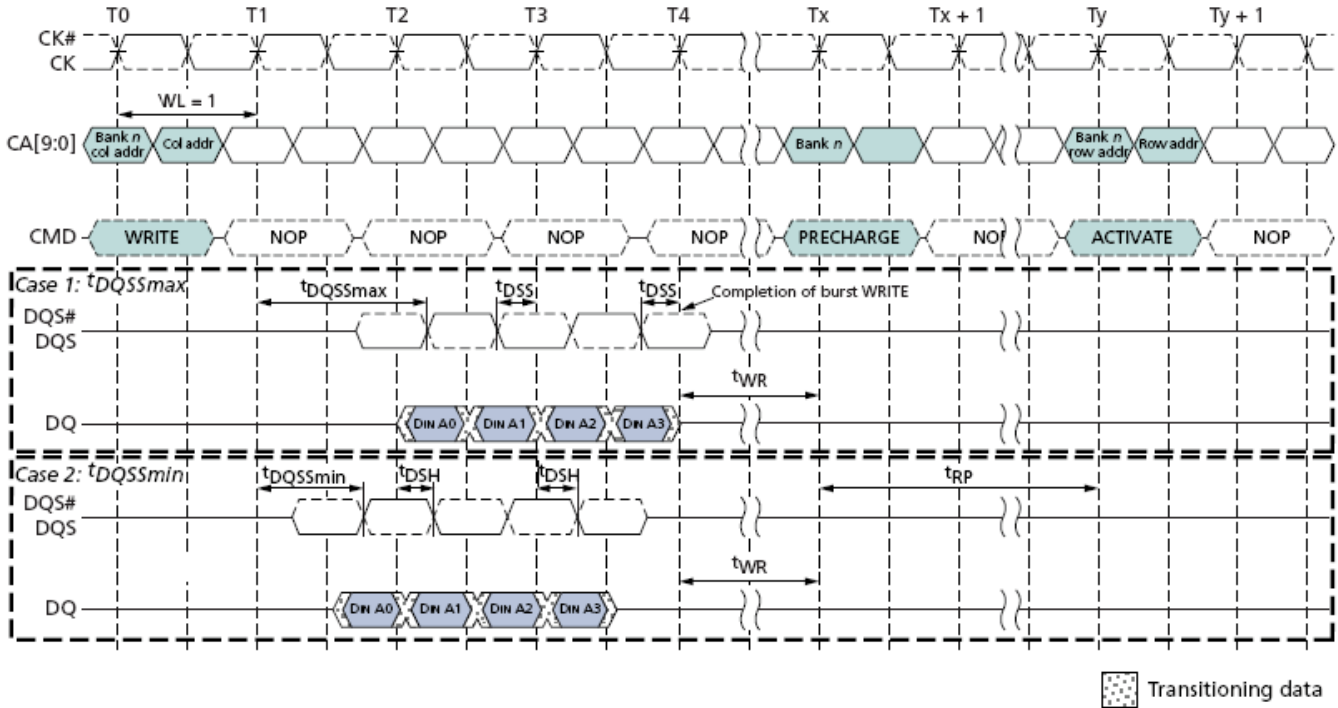 T0 T1 T2 T3 T4 Tx Tx + 1 Ty Ty + 1
CK#
CK
WL = 1
CA[9:0] Bank n col addr Col addr Bank n Bank n row addr Row addr
CMD WRITE NOP NOP NOP NOP PRECHARGE NOP ACTIVATE NOP
Case 1: tDQSSmax
tDQSSmax tDSS tDSS Completion of burst WRITE
DQS#
DQS
tWR
DQ DIN A0 DIN A1 DIN A2 DIN A3
Case 2: tDQSSmin
tDQSSmin tDSH tDSH tRP
DQS#
DQS
tWR
DQ DIN A0 DIN A1 DIN A2 DIN A3
Transitioning data